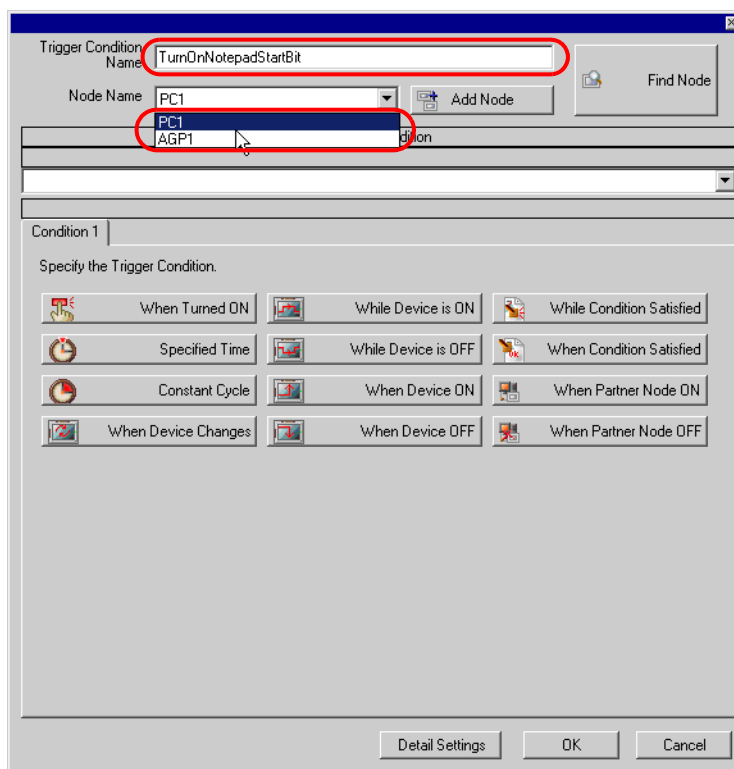 Trigger Condition
Name
TurnOnNotepadStartBit
Find Node
Node Name
PC1
Add Node
PC1
AGP1
dition
Condition 1
Specify the Trigger Condition.
When Turned ON
While Device is ON
While Condition Satisfied
Specified Time
While Device is OFF
When Condition Satisfied
Constant Cycle
When Device ON
When Partner Node ON
When Device Changes
When Device OFF
When Partner Node OFF
Detail Settings
OK
Cancel